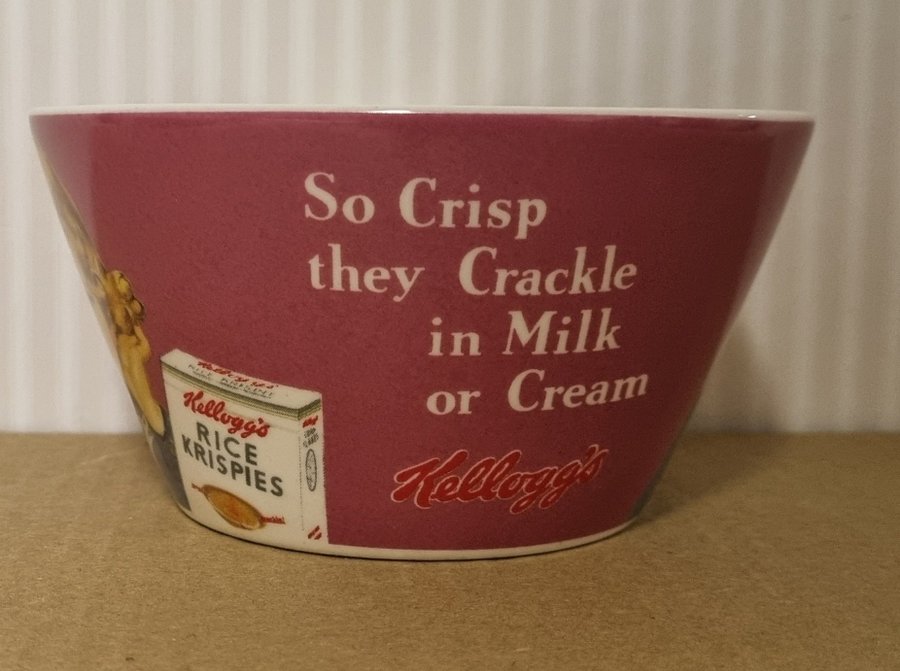 So Crisp
they Crackle
in Milk
or Cream
Kellogg's
Kellogg's
RICE
KRISPIES